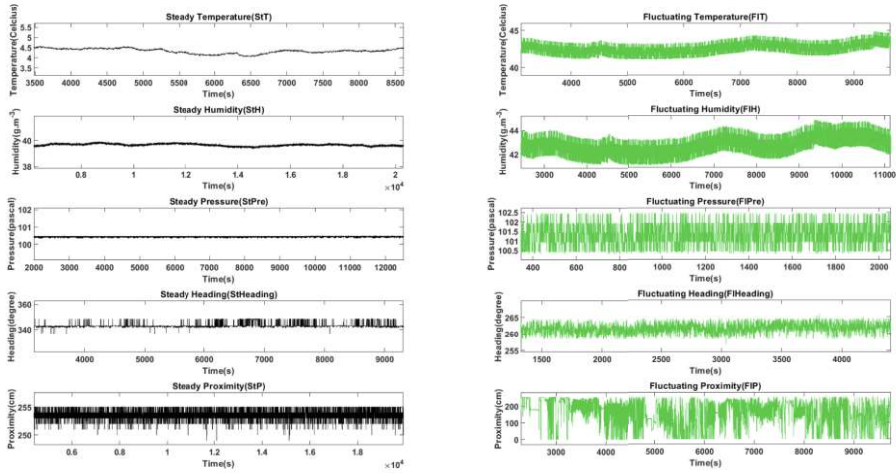 Steady Temperature(StT)
Temperature(Celcius)
5.5
5
4.5
4
3500 4000 4500 5000 5500 6000 6500 7000 7500 8000 8500
Time(s)
Steady Humidity(StH)
Humidity(g.m⁻³)
40
38
0.6 0.8 1 1.2 1.4 1.6 1.8 2
×10⁴
Time(s)
Steady Pressure(StPre)
Pressure(pascal)
102
101
100
2000 3000 4000 5000 6000 7000 8000 9000 10000 11000 12000
Time(s)
Steady Heading(StHeading)
Heading(degree)
360
340
4000 5000 6000 7000 8000 9000
Time(s)
Steady Proximity(StP)
Proximity(cm)
255
250
0.6 0.8 1 1.2 1.4 1.6 1.8
×10⁴
Time(s)
Fluctuating Temperature(FlT)
Temperature(Celsius)
45
40
4000 5000 6000 7000 8000 9000
Time(s)
Fluctuating Humidity(FlH)
Humidity(g.m⁻³)
44
42
3000 4000 5000 6000 7000 8000 9000 10000 11000
Time(s)
Fluctuating Pressure(FlPre)
Pressure(pascal)
102.5
102
101.5
101
100.5
400 600 800 1000 1200 1400 1600 1800 2000
Time(s)
Fluctuating Heading(FlHeading)
Heading(degree)
265
260
255
1500 2000 2500 3000 3500 4000
Time(s)
Fluctuating Proximity(FlP)
Proximity(cm)
200
100
0
3000 4000 5000 6000 7000 8000 9000
Time(s)